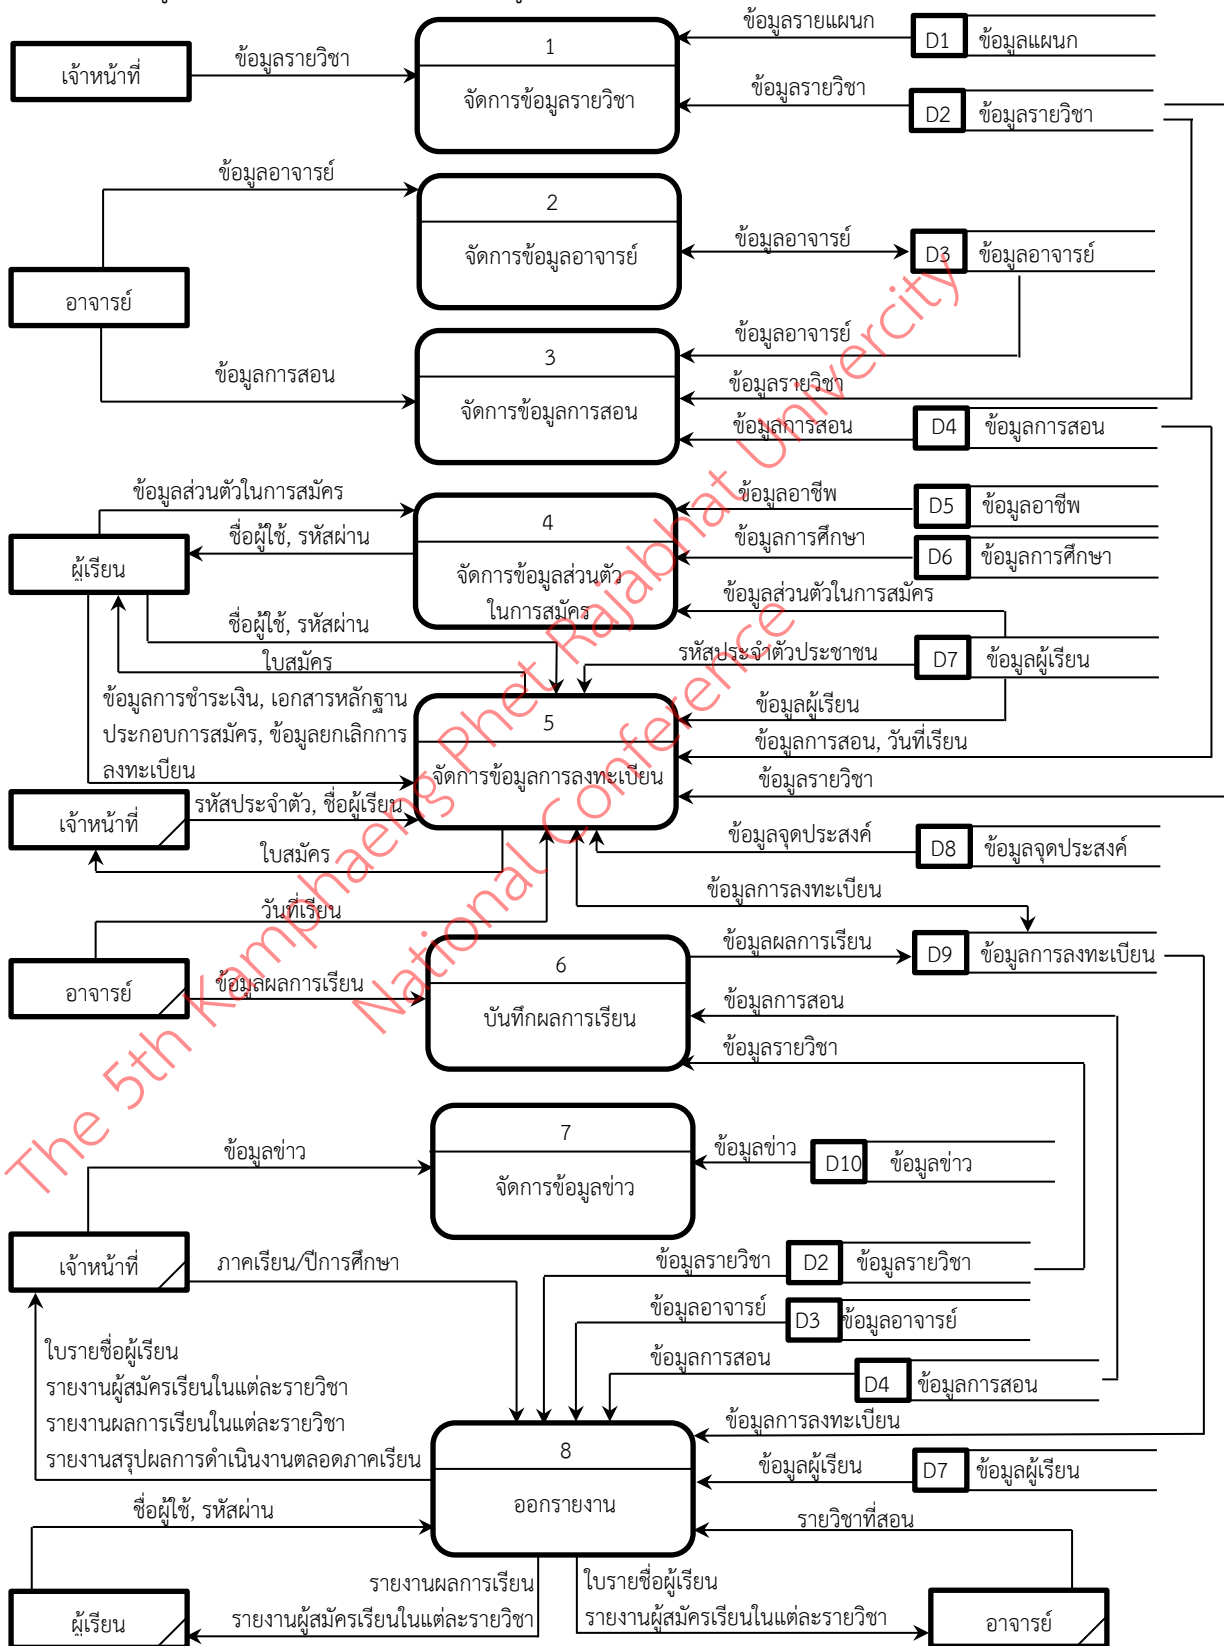 ข้อมูลรายแผนก
1
D1
ข้อมูลแผนก
เจ้าหน้าที่
ข้อมูลรายวิชา
จัดการข้อมูลรายวิชา
ข้อมูลรายวิชา
D2
ข้อมูลรายวิชา
ข้อมูลอาจารย์
2
จัดการข้อมูลอาจารย์
ข้อมูลอาจารย์
D3
ข้อมูลอาจารย์
อาจารย์
ข้อมูลอาจารย์
3
ข้อมูลการสอน
จัดการข้อมูลการสอน
ข้อมูลรายวิชา
ข้อมูลการสอน
D4
ข้อมูลการสอน
ข้อมูลส่วนตัวในการสมัคร
4
ข้อมูลอาชีพ
D5
ข้อมูลอาชีพ
ชื่อผู้ใช้, รหัสผ่าน
ข้อมูลการศึกษา
D6
ข้อมูลการศึกษา
ผู้เรียน
จัดการข้อมูลส่วนตัว
ในการสมัคร
ข้อมูลส่วนตัวในการสมัคร
ชื่อผู้ใช้, รหัสผ่าน
ใบสมัคร
รหัสประจำตัวประชาชน
D7
ข้อมูลผู้เรียน
ข้อมูลการชำระเงิน, เอกสารหลักฐาน
ประกอบการสมัคร, ข้อมูลยกเลิกการ
ลงทะเบียน
5
จัดการข้อมูลการลงทะเบียน
ข้อมูลผู้เรียน
ข้อมูลการสอน, วันที่เรียน
ข้อมูลรายวิชา
เจ้าหน้าที่
รหัสประจำตัว, ชื่อผู้เรียน
ใบสมัคร
ข้อมูลจุดประสงค์
D8
ข้อมูลจุดประสงค์
ข้อมูลการลงทะเบียน
วันที่เรียน
ข้อมูลผลการเรียน
D9
ข้อมูลการลงทะเบียน
6
อาจารย์
ข้อมูลผลการเรียน
บันทึกผลการเรียน
ข้อมูลการสอน
ข้อมูลรายวิชา
7
ข้อมูลข่าว
จัดการข้อมูลข่าว
ข้อมูลข่าว
D10
ข้อมูลข่าว
เจ้าหน้าที่
ภาคเรียน/ปีการศึกษา
ข้อมูลรายวิชา
D2
ข้อมูลรายวิชา
ข้อมูลอาจารย์
D3
ข้อมูลอาจารย์
ข้อมูลการสอน
D4
ข้อมูลการสอน
ใบรายชื่อผู้เรียน
รายงานผู้สมัครเรียนในแต่ละรายวิชา
รายงานผลการเรียนในแต่ละรายวิชา
รายงานสรุปผลการดำเนินงานตลอดภาคเรียน
8
ออกรายงาน
ข้อมูลการลงทะเบียน
ข้อมูลผู้เรียน
D7
ข้อมูลผู้เรียน
ชื่อผู้ใช้, รหัสผ่าน
รายวิชาที่สอน
รายงานผลการเรียน
รายงานผู้สมัครเรียนในแต่ละรายวิชา
ใบรายชื่อผู้เรียน
รายงานผู้สมัครเรียนในแต่ละรายวิชา
ผู้เรียน
อาจารย์
The 5th Kamphaeng Phet Rajabhat Univercity
National Conference